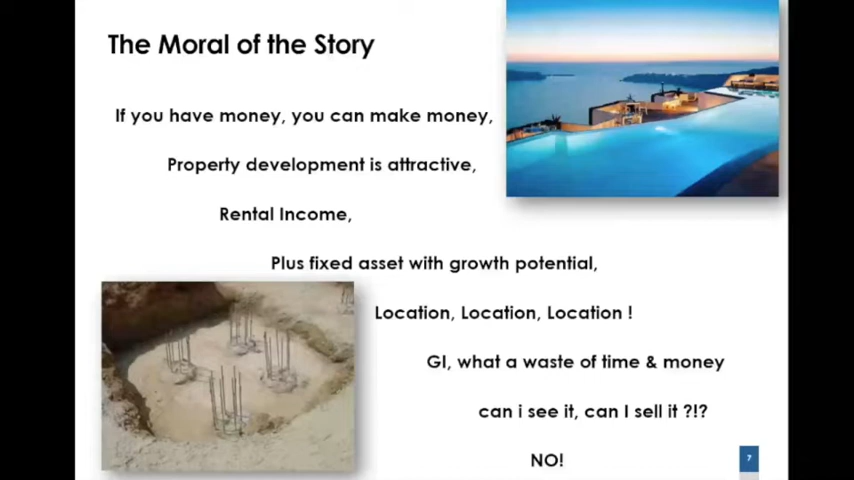 The Moral of the Story
If you have money, you can make money,
Property development is attractive,
Rental Income,
Plus fixed asset with growth potential,
Location, Location, Location !
GI, what a waste of time & money
can i see it, can I sell it ?!?
NO!
7